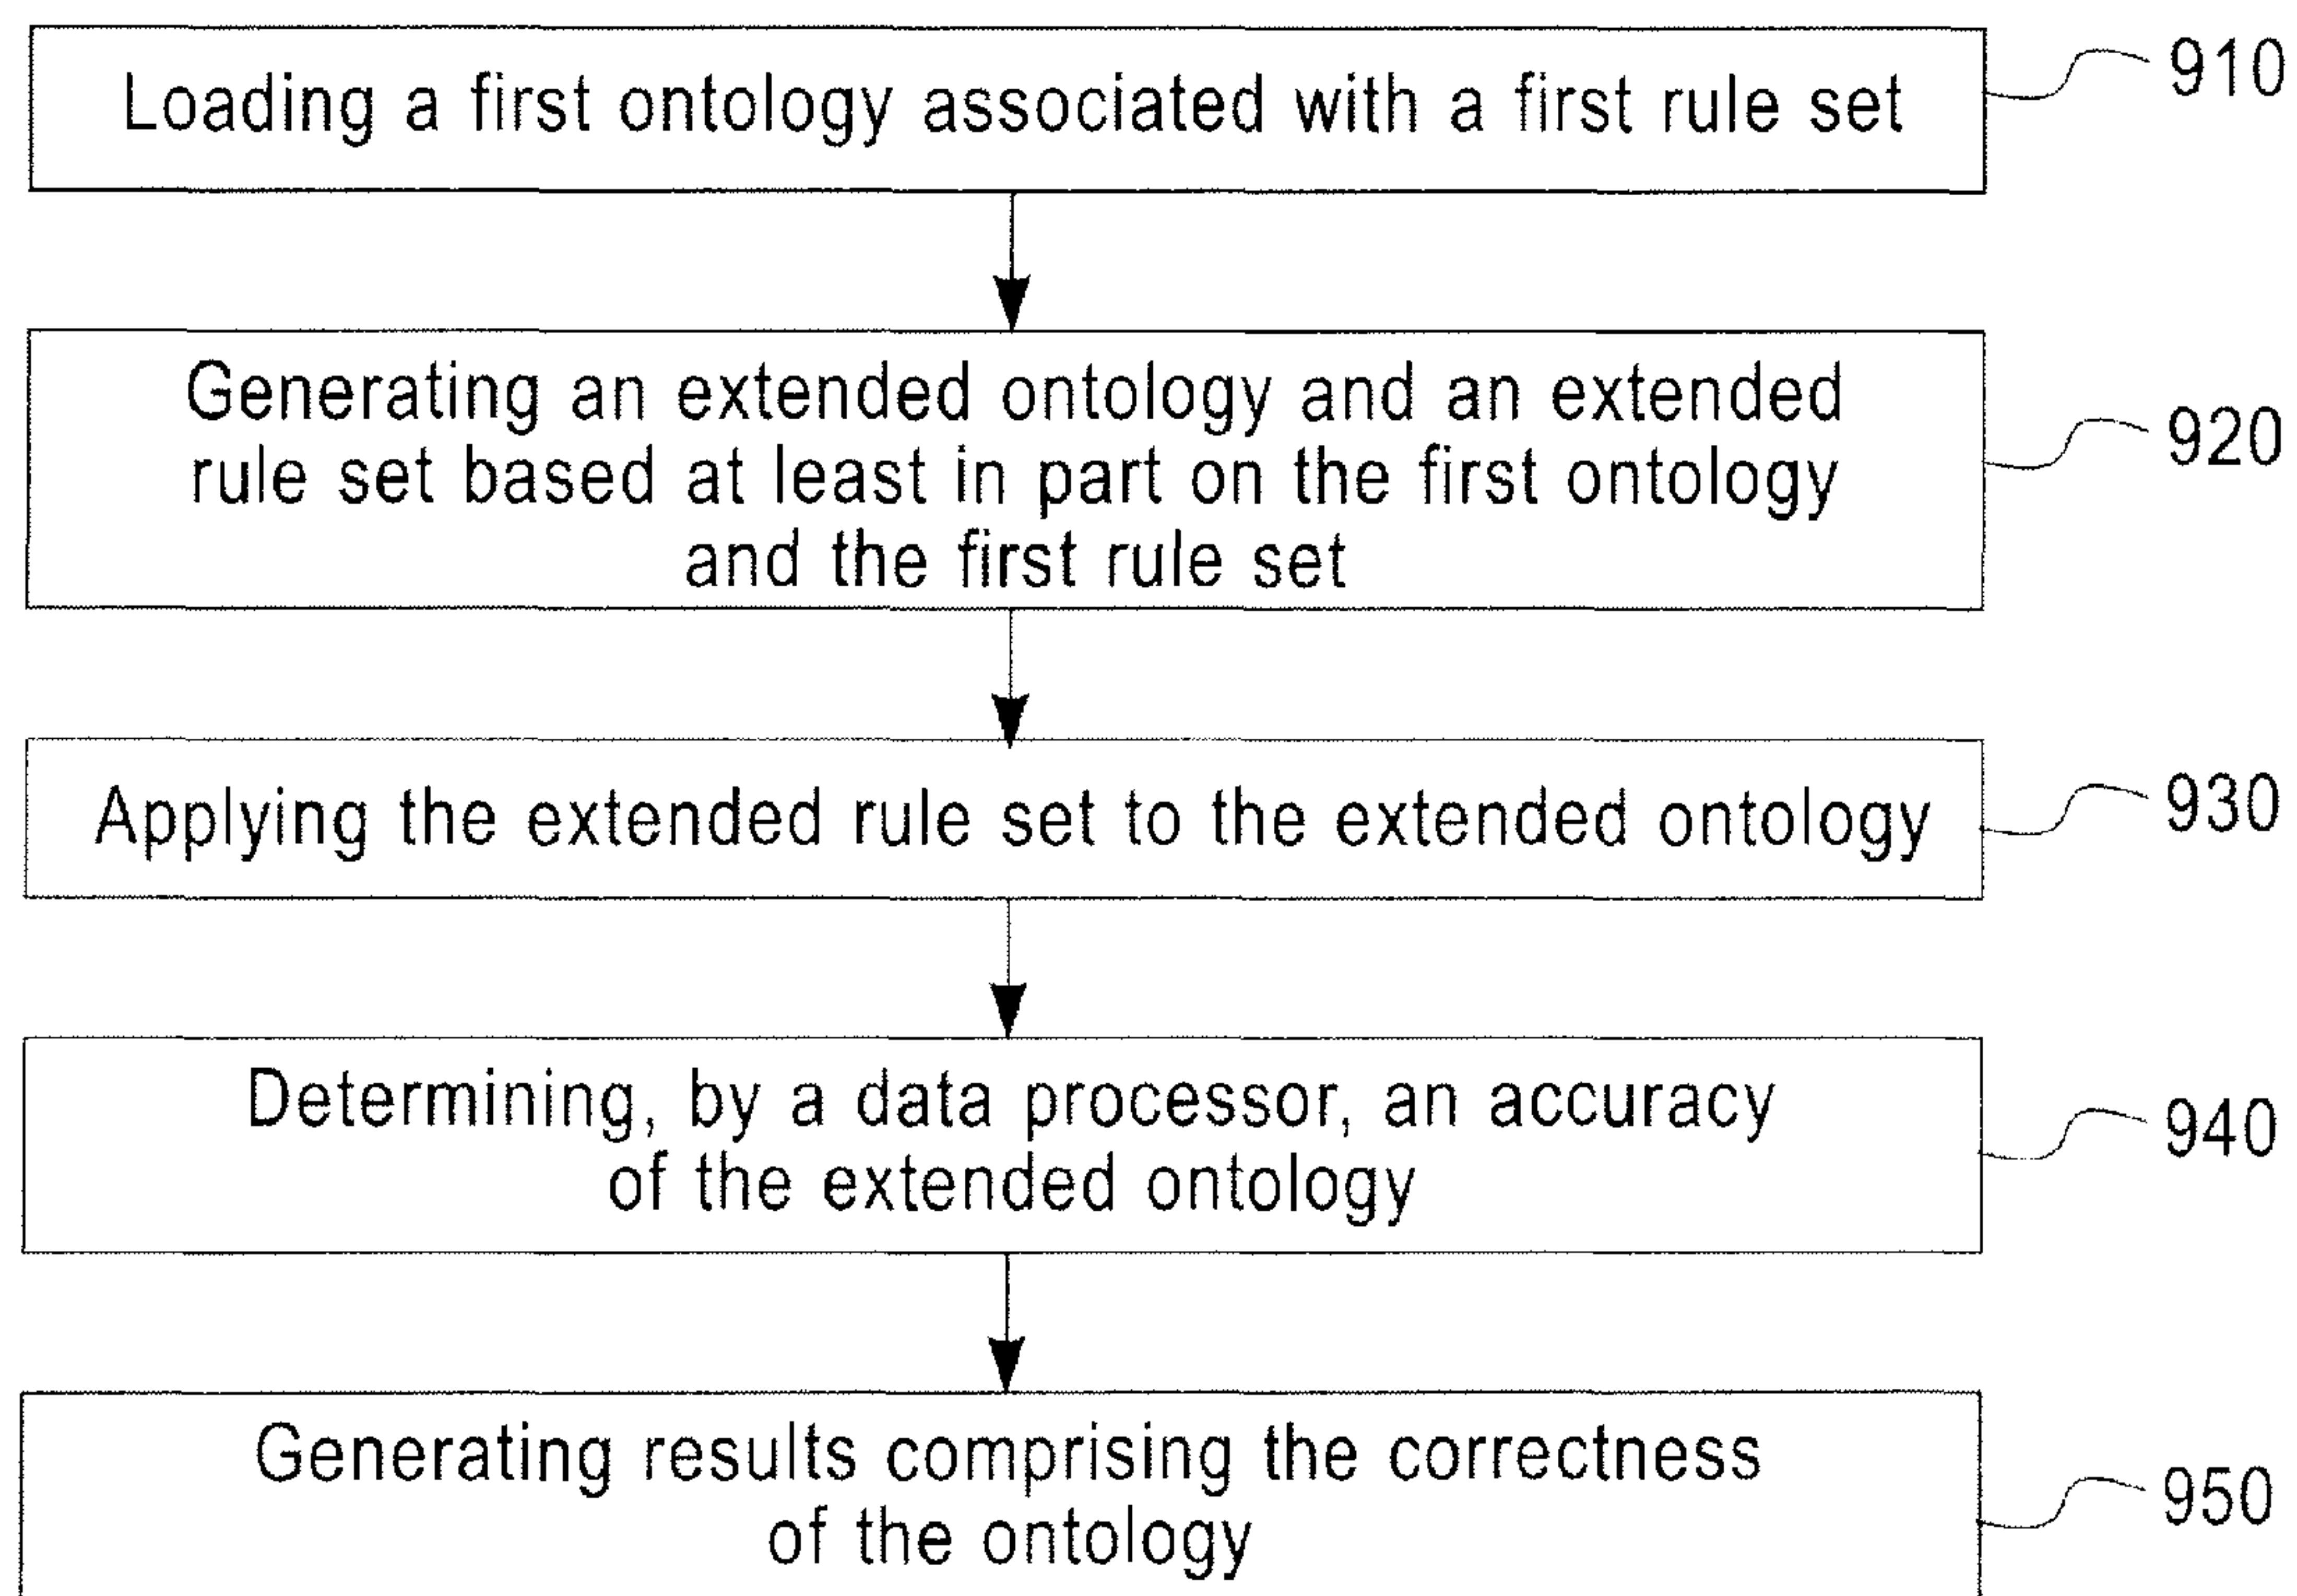 Loading a first ontology associated with a first rule set
910
Generating an extended ontology and an extended
rule set based at least in part on the first ontology
and the first rule set
920
Applying the extended rule set to the extended ontology
930
Determining, by a data processor, an accuracy
of the extended ontology
940
Generating results comprising the correctness
of the ontology
950